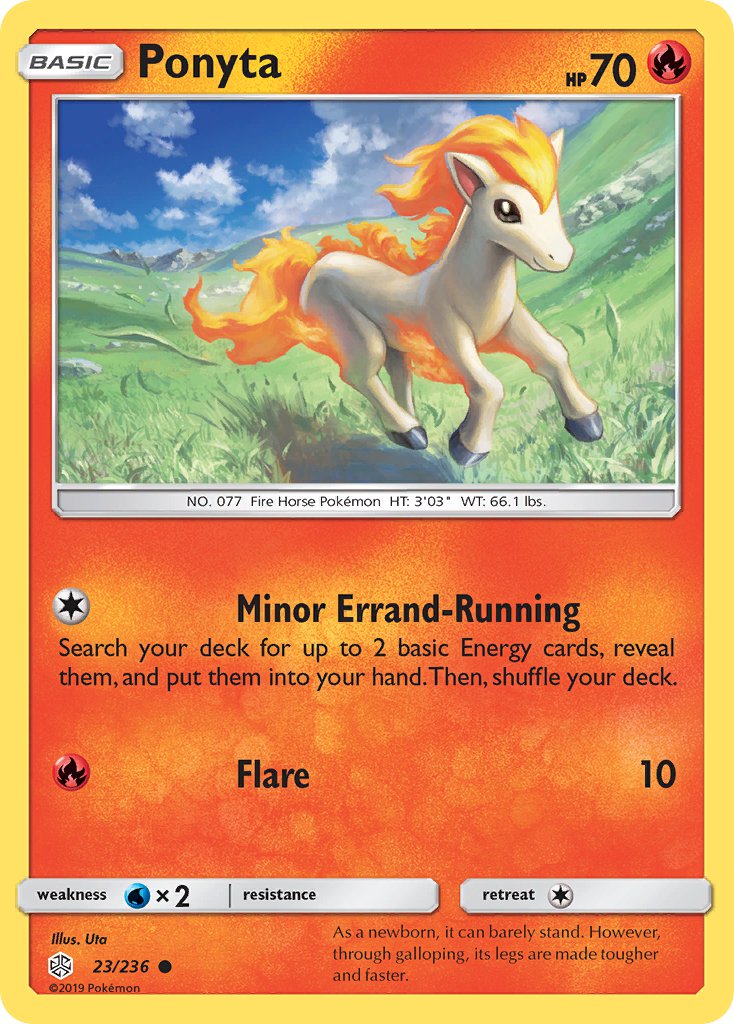 BASIC Ponyta HP 70
NO. 077 Fire Horse Pokémon HT: 3'03" WT: 66.1 lbs.
Minor Errand-Running
Search your deck for up to 2 basic Energy cards, reveal
them, and put them into your hand. Then, shuffle your deck.
Flare 10
weakness × 2 resistance retreat
Illus. Uta
23/236
©2019 Pokémon
As a newborn, it can barely stand. However,
through galloping, its legs are made tougher
and faster.